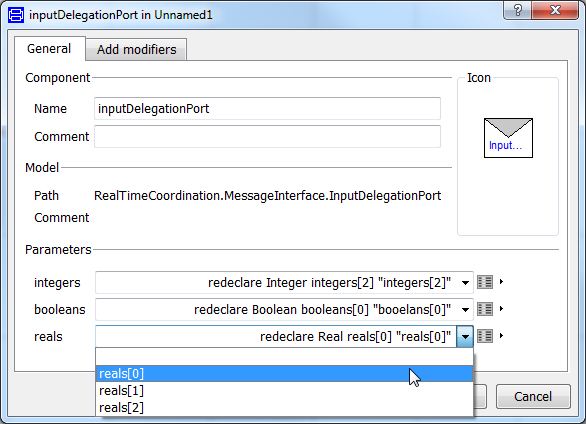 inputDelegationPort in Unnamed1
General
Add modifiers
Component
Icon
Name
inputDelegationPort
Comment
Input...
Model
Path
RealTimeCoordination.MessageInterface.InputDelegationPort
Comment
Parameters
integers
redeclare Integer integers[2] "integers[2]"
booleans
redeclare Boolean booleans[0] "booelans[0]"
reals
redeclare Real reals[0] "reals[0]"
reals[0]
reals[1]
reals[2]
Cancel